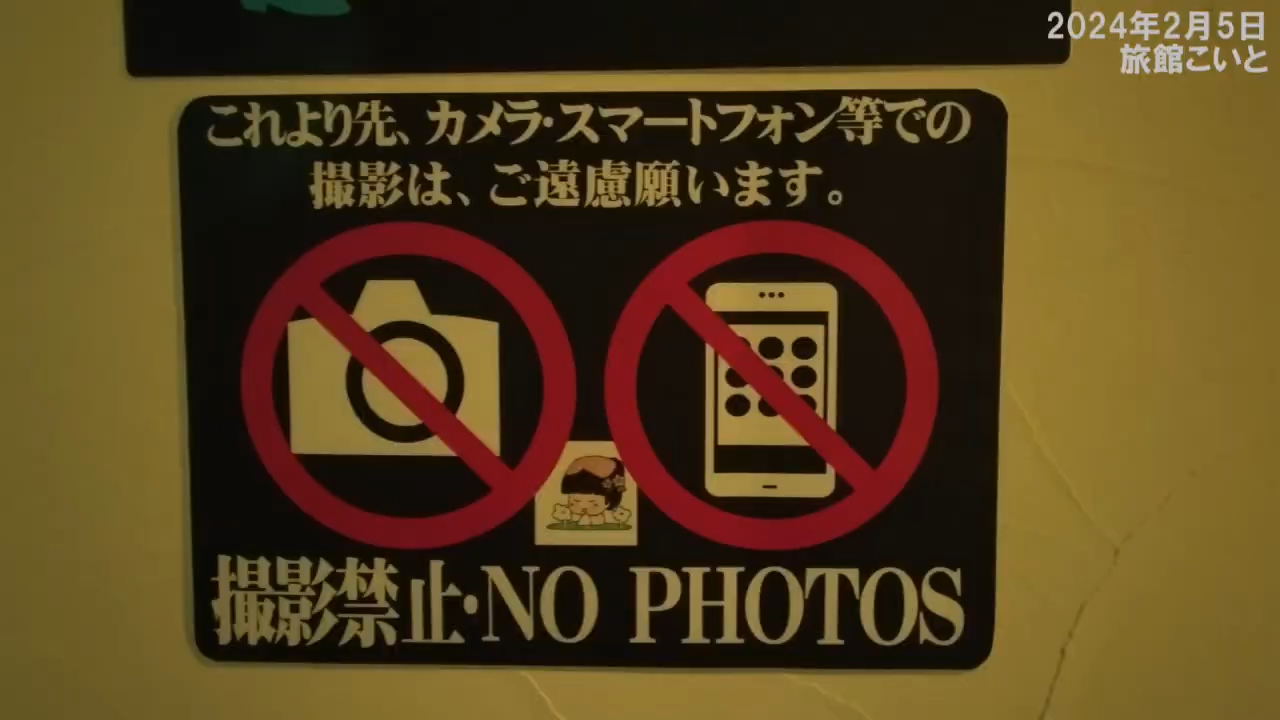 2024年2月5日
旅館こいと
これより先、カメラ・スマートフォン等での
撮影は、ご遠慮願います。
撮影禁止・NO PHOTOS